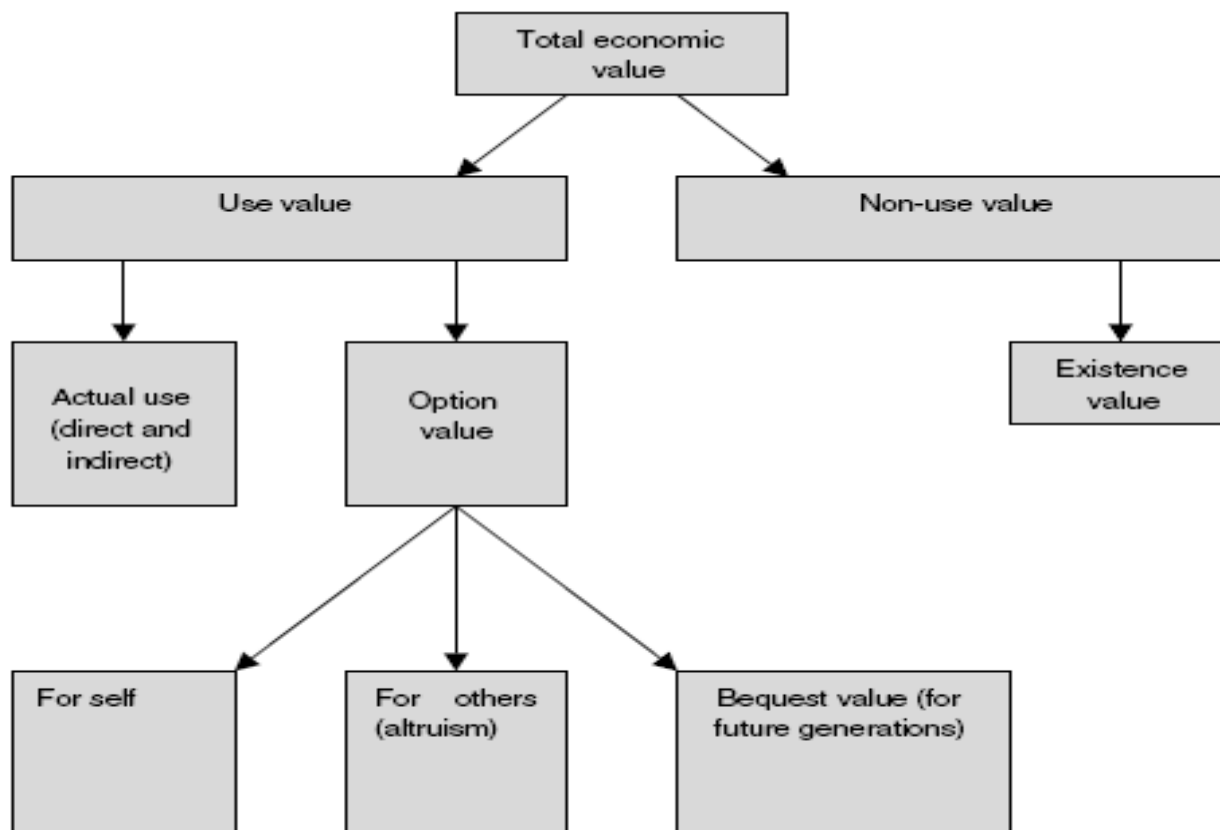 Total economic
value
Use value
Non-use value
Actual use
(direct and
indirect)
Option
value
Existence
value
For self
For others
(altruism)
Bequest value (for
future generations)